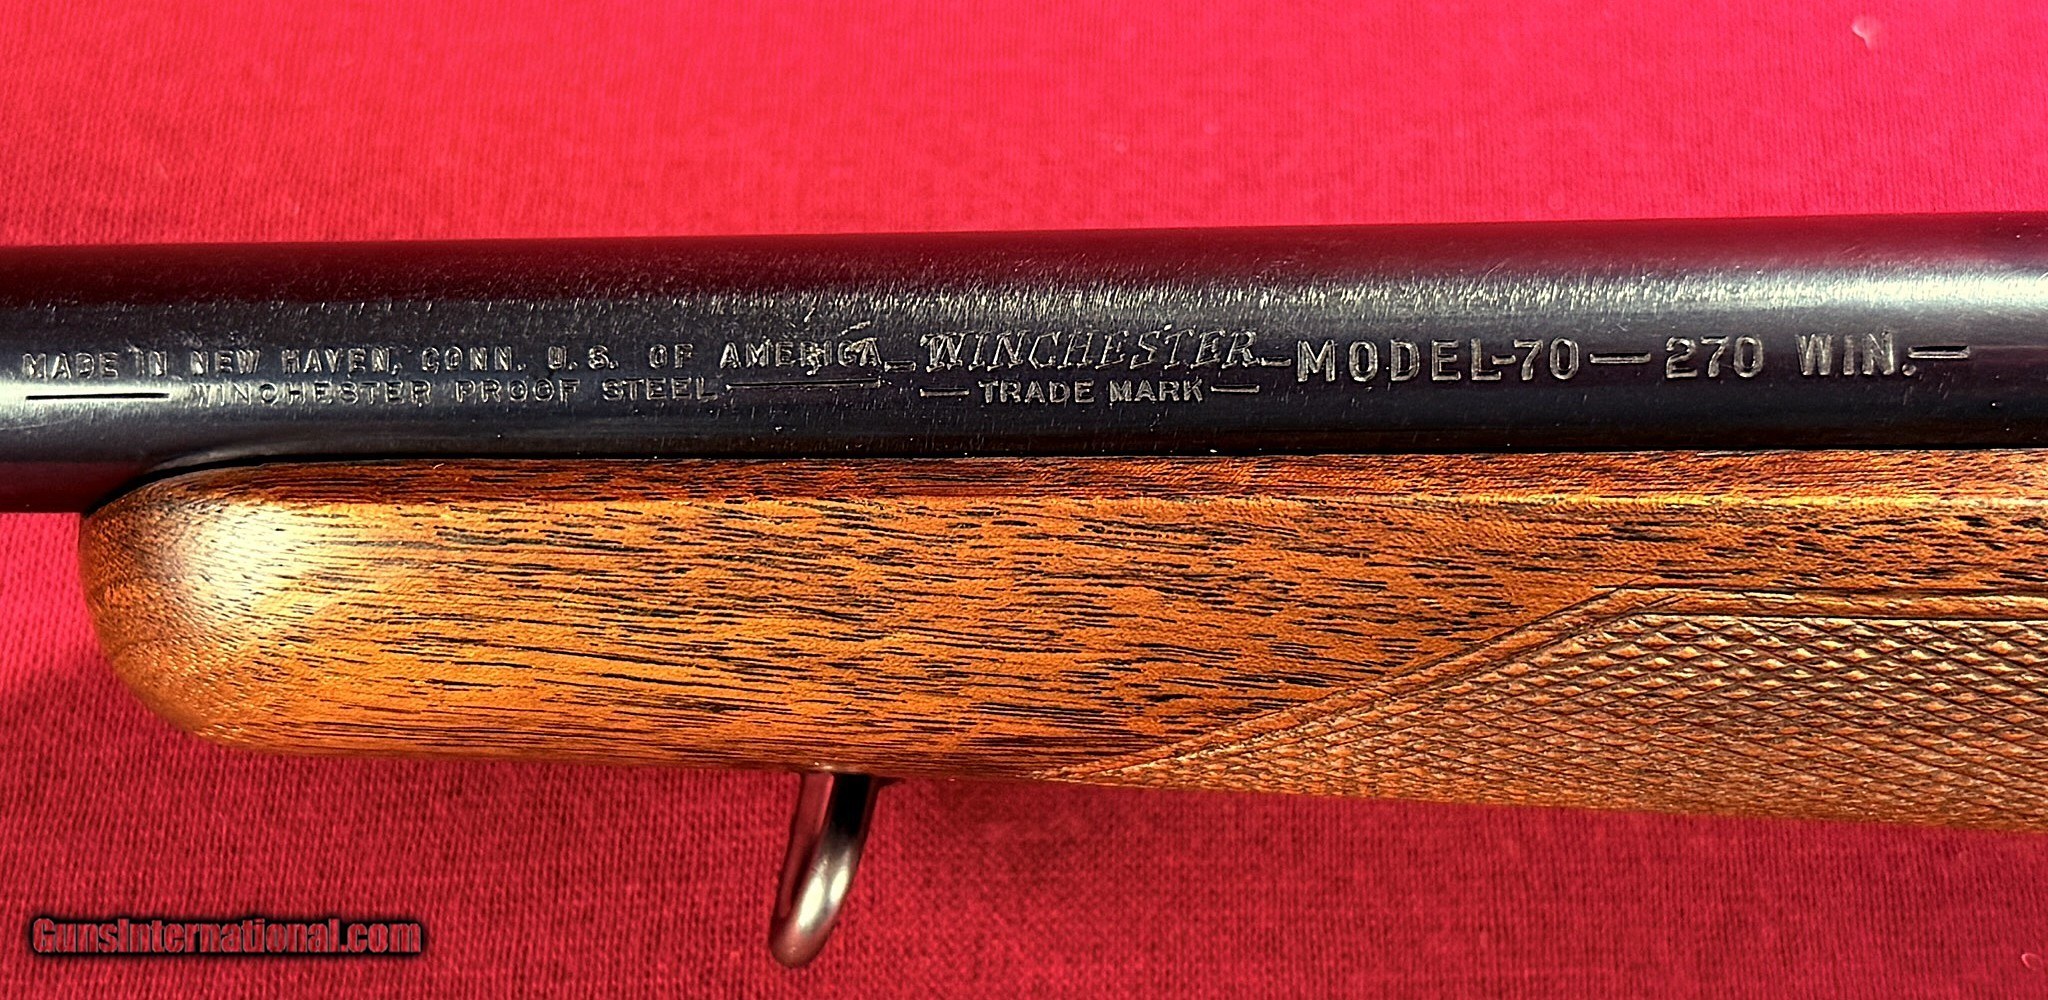 MADE IN NEW HAVEN, CONN. U.S. OF AMERICA — WINCHESTER — MODEL-70 — 270 WIN. —
— WINCHESTER PROOF STEEL — — TRADE MARK —
GunsInternational.com